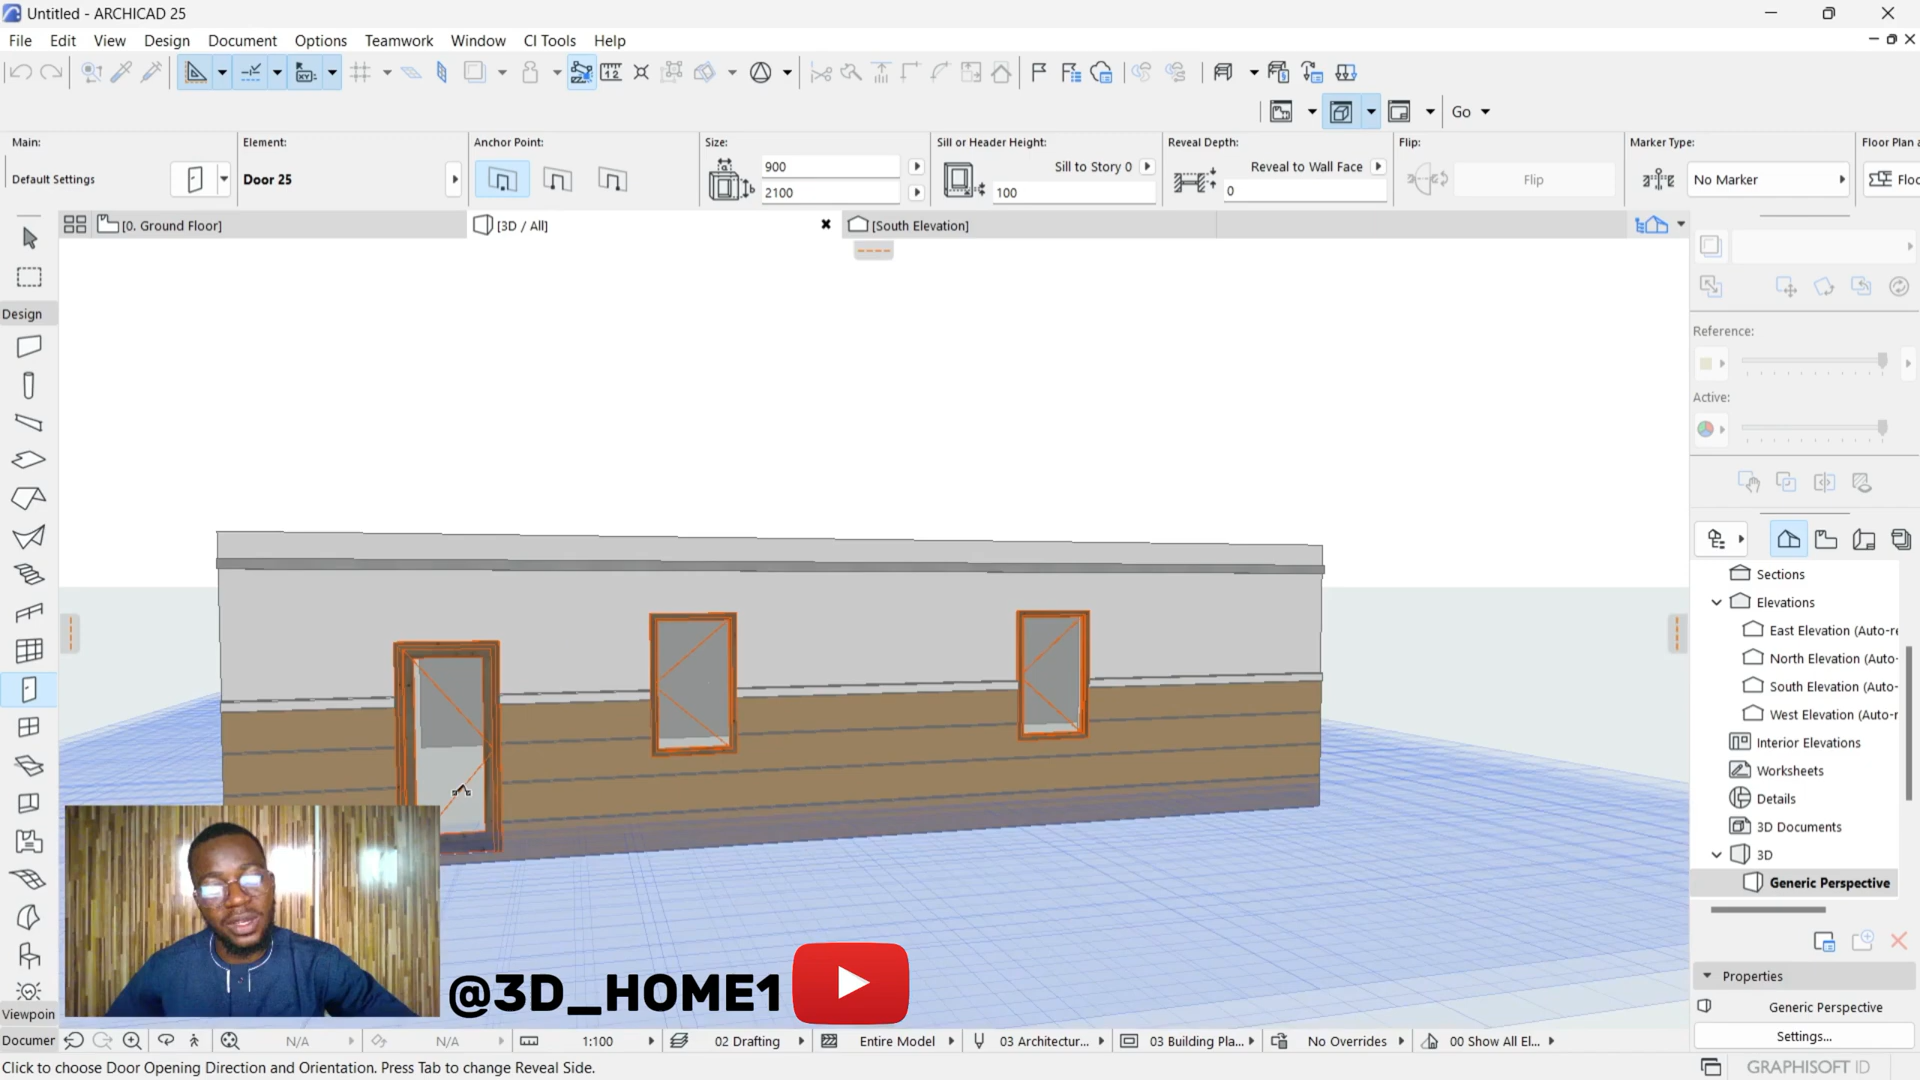 Untitled - ARCHICAD 25
File Edit View Design Document Options Teamwork Window CI Tools Help
Go
Main: Element: Anchor Point: Size: Sill or Header Height: Reveal Depth: Flip: Marker Type: Floor Plan a
Default Settings Door 25 900 2100 Sill to Story 0 100 Reveal to Wall Face 0 Flip No Marker Floo
[0. Ground Floor] [3D / All] [South Elevation]
Design
Reference:
Active:
Sections
Elevations
East Elevation (Auto-re
North Elevation (Auto-
South Elevation (Auto-
West Elevation (Auto-r
Interior Elevations
Worksheets
Details
3D Documents
3D
Generic Perspective
Properties
Generic Perspective
Settings...
@3D_HOME1
Viewpoin
Documer N/A N/A 1:100 02 Drafting Entire Model 03 Architectur... 03 Building Pla... No Overrides 00 Show All El...
Click to choose Door Opening Direction and Orientation. Press Tab to change Reveal Side.
GRAPHISOFT ID